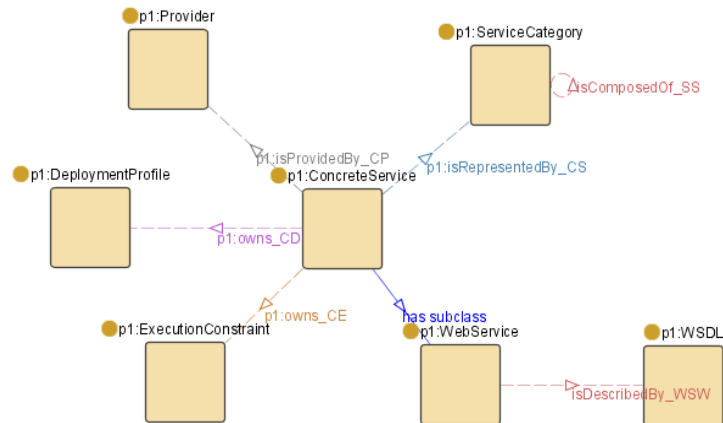 p1:Provider
p1:ServiceCategory
isComposedOf_SS
p1:isProvidedBy_CP
p1:isRepresentedBy_CS
p1:DeploymentProfile
p1:ConcreteService
p1:owns_CD
p1:owns_CE
has subclass
p1:ExecutionConstraint
p1:WebService
p1:WSDL
isDescribedBy_WSW